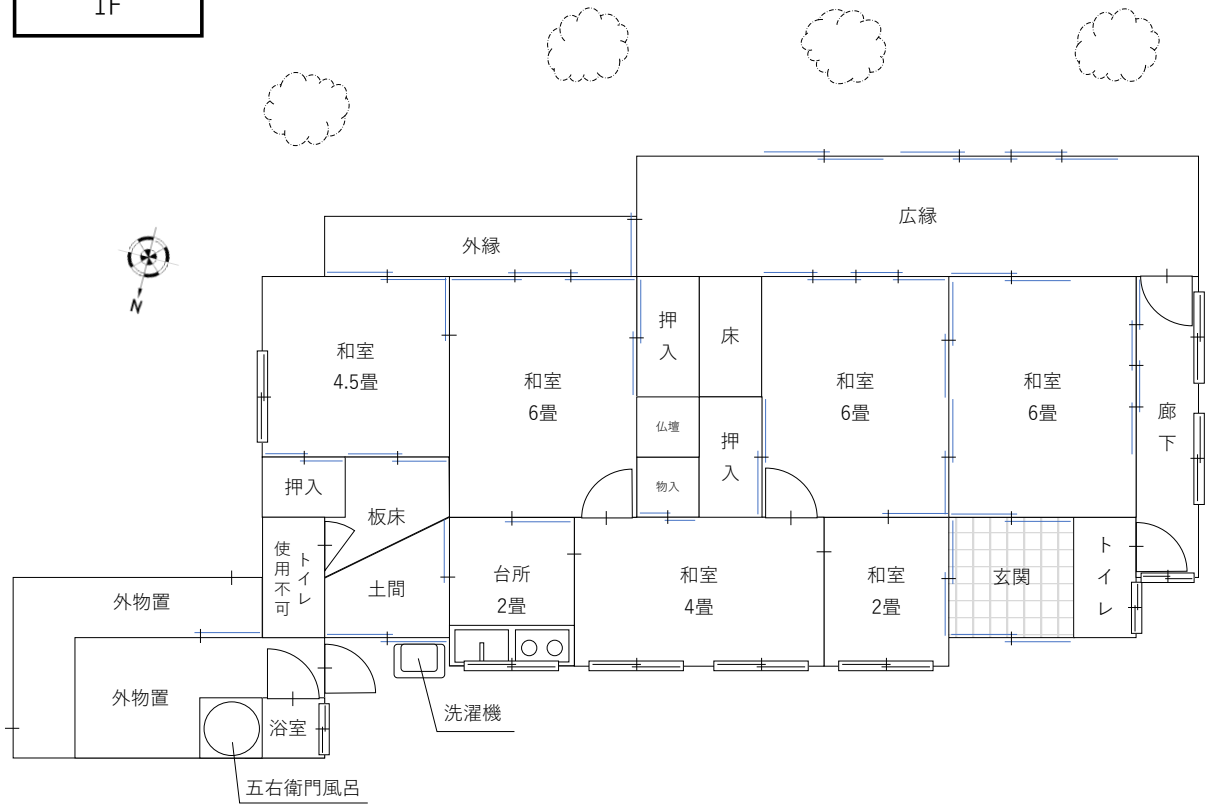 1F
広縁
外縁
N
和室
4.5畳
和室
6畳
押入
床
和室
6畳
和室
6畳
廊下
仏壇
押入
物入
押入
板床
トイレ
使用不可
土間
台所
2畳
和室
4畳
和室
2畳
玄関
トイレ
外物置
外物置
浴室
洗濯機
五右衛門風呂